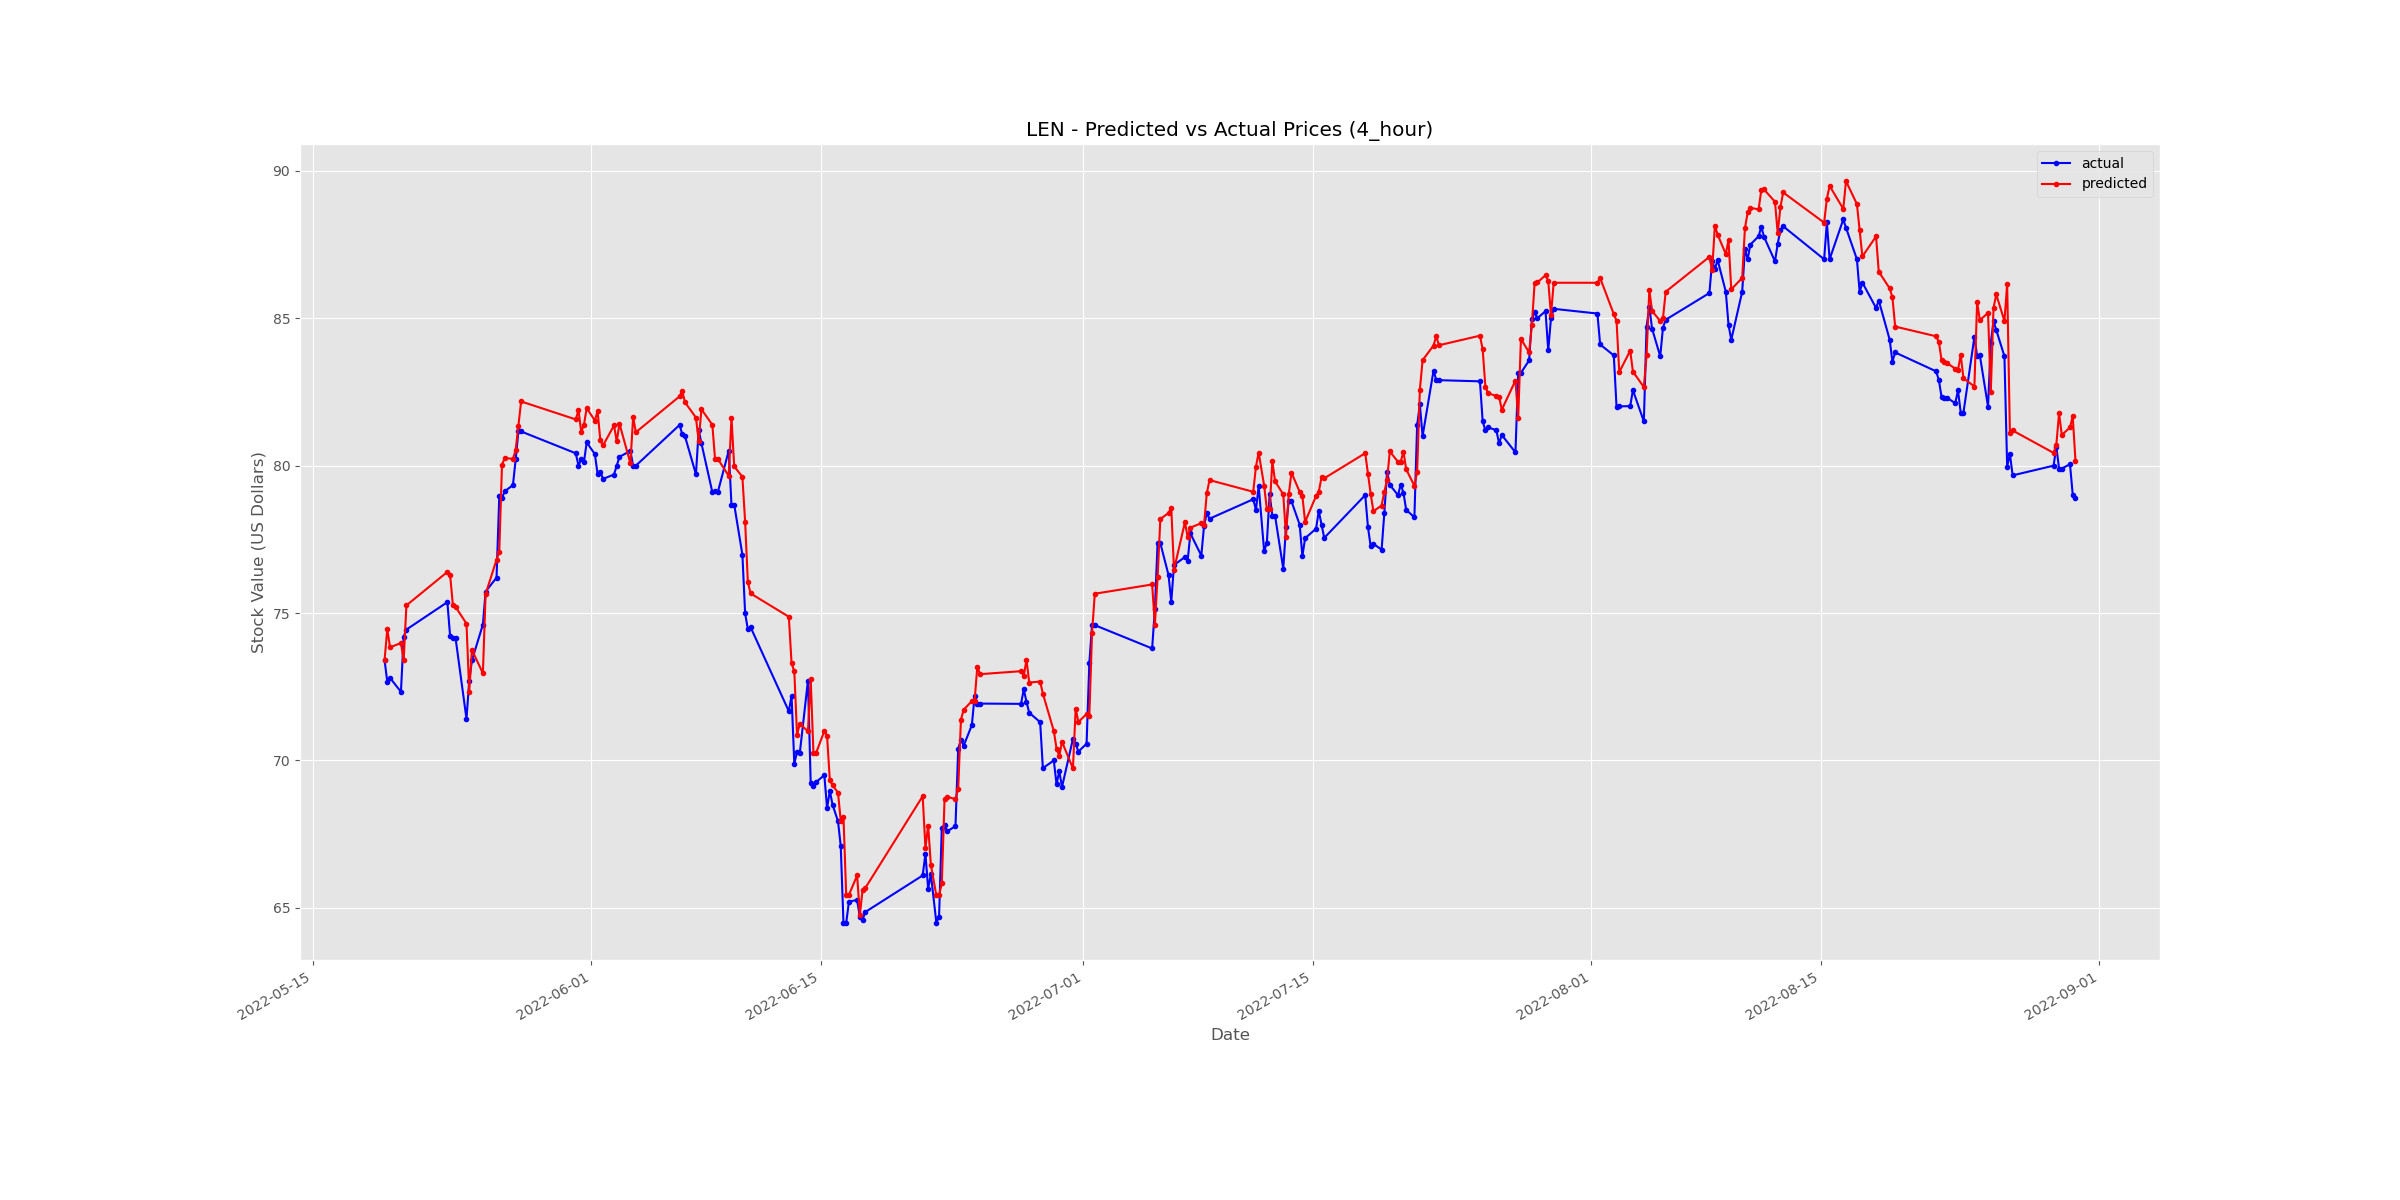 LEN - Predicted vs Actual Prices (4_hour)
actual
predicted
90
85
80
75
70
65
Stock Value (US Dollars)
2022-05-15
2022-06-01
2022-06-15
2022-07-01
2022-07-15
2022-08-01
2022-08-15
2022-09-01
Date